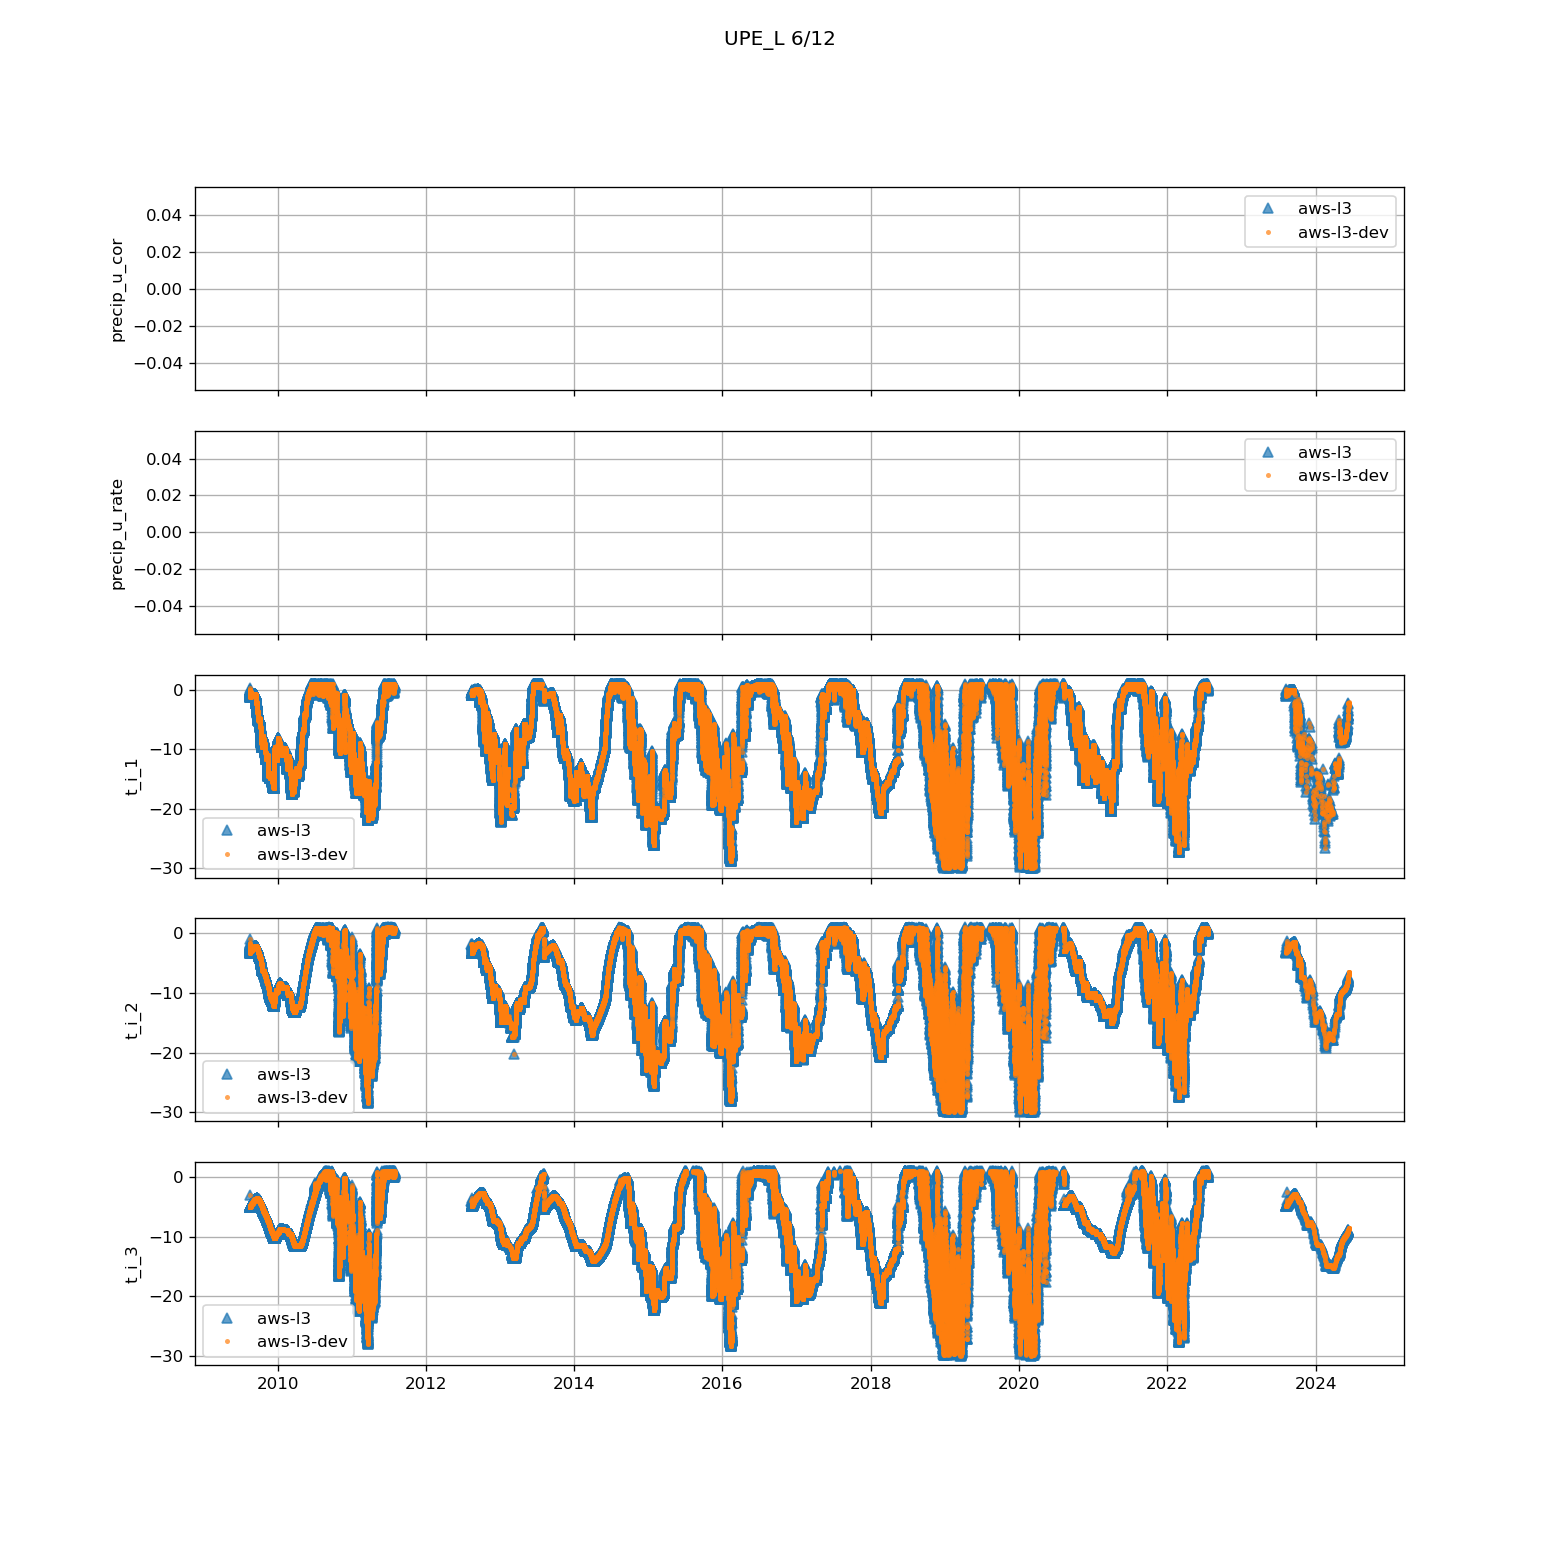 UPE_L 6/12
0.04
0.02
0.00
−0.02
−0.04
precip_u_cor
aws-l3
aws-l3-dev
0.04
0.02
0.00
−0.02
−0.04
precip_u_rate
aws-l3
aws-l3-dev
0
−10
−20
−30
t_i_1
aws-l3
aws-l3-dev
0
−10
−20
−30
t_i_2
aws-l3
aws-l3-dev
0
−10
−20
−30
t_i_3
aws-l3
aws-l3-dev
2010 2012 2014 2016 2018 2020 2022 2024